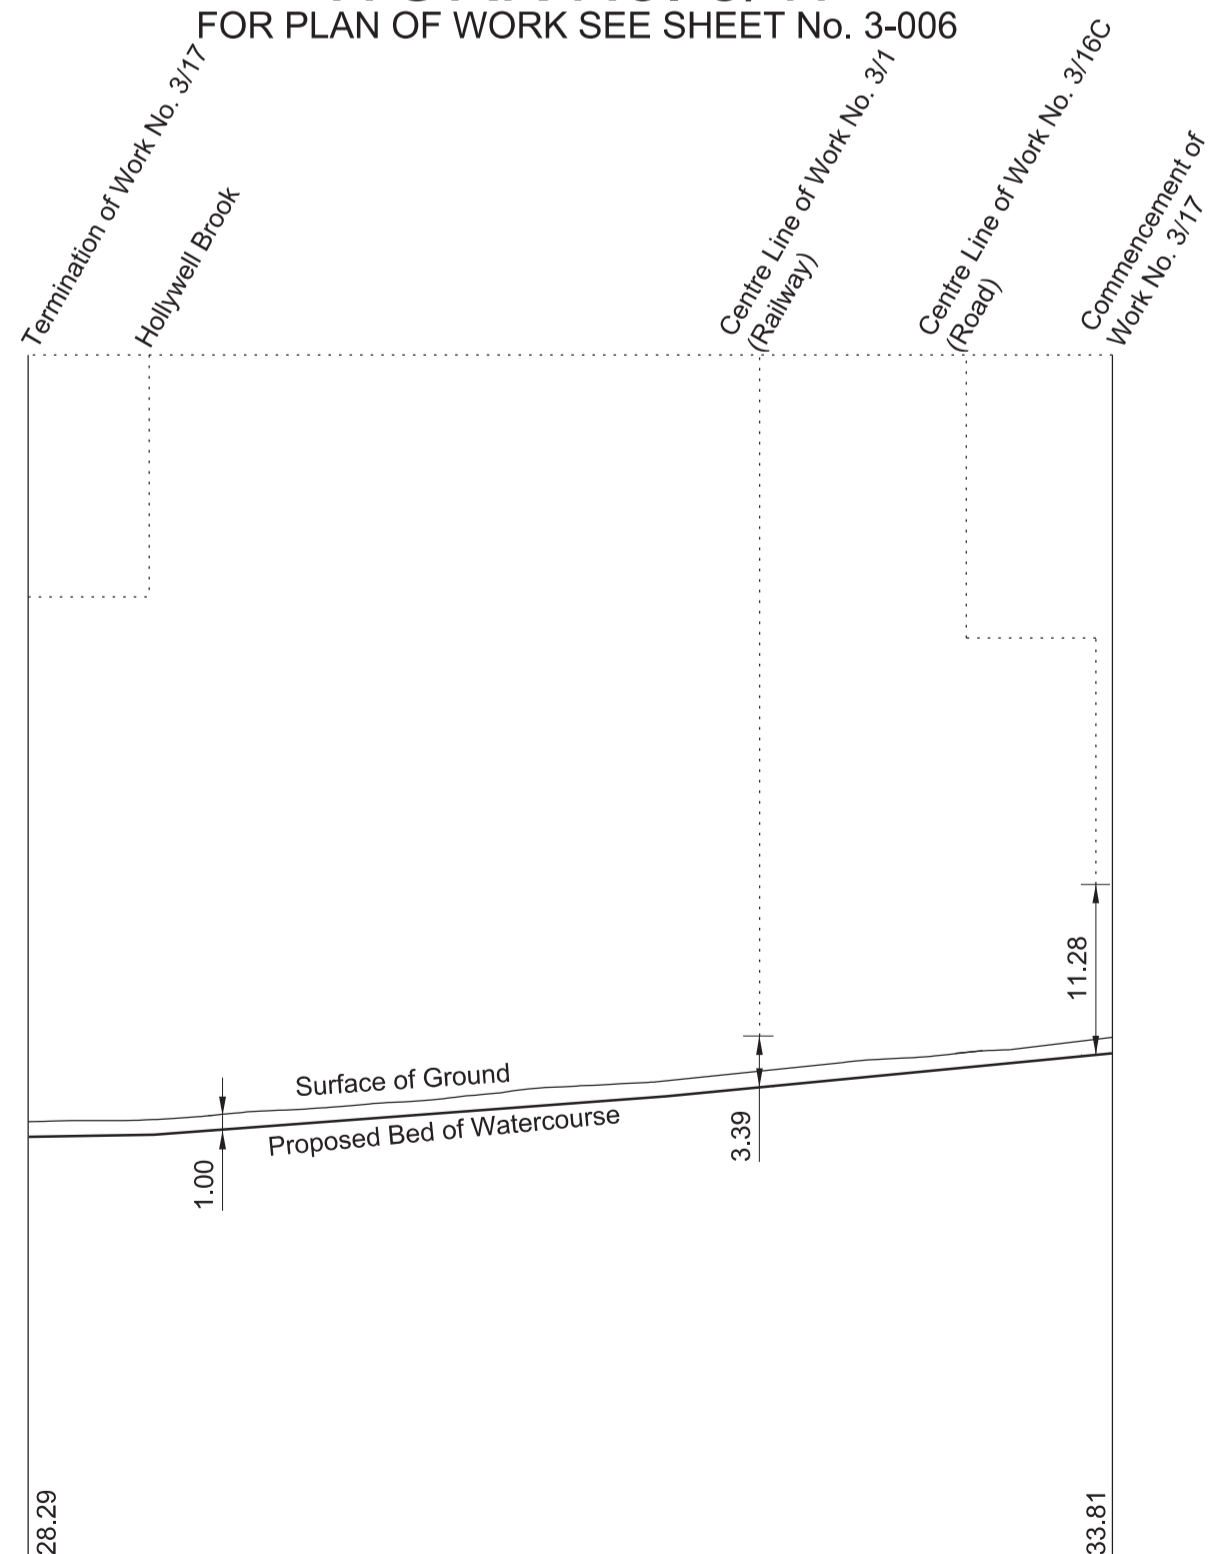 FOR PLAN OF WORK SEE SHEET No. 3-006
Termination of Work No. 3/17
Hollywell Brook
Centre Line of Work No. 3/1
(Railway)
Centre Line of Work No. 3/16C
(Road)
Commencement of
Work No. 3/17
11.28
Surface of Ground
Proposed Bed of Watercourse
3.39
1.00
28.29
33.81